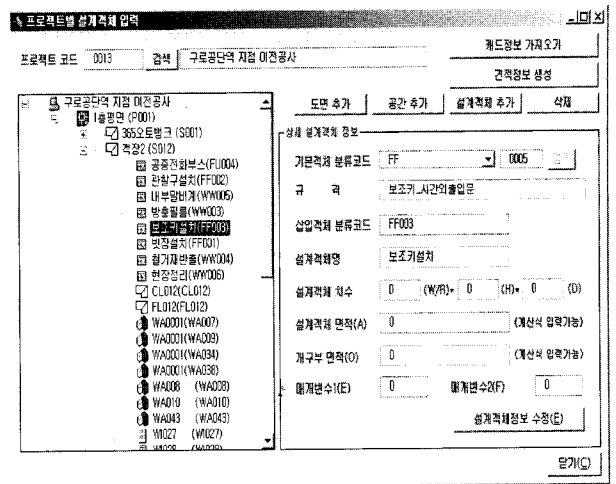 프로젝트별 설계객체 입력
프로젝트 코드 0013 검색 구로공단역 지점 이전공사
캐드정보 가져오기
견적정보 생성
도면 추가 공간 추가 설계객체 추가 삭제
구로공단역 지점 이전공사
1층평면 (P001)
365오토뱅크 (S001)
객장2 (S012)
공중전화부스(FU004)
관찰구설치(FF002)
내부말비계(WW005)
방호필름(WW003)
보조키설치(FF003)
빗장설치(FF001)
철거재반출(WW004)
현장정리(WW006)
CL012(CL012)
FL012(FL012)
WA0001(WA007)
WA0001(WA009)
WA0001(WA034)
WA0001(WA038)
WA008 (WA008)
WA010 (WA010)
WA043 (WA043)
WI027 (WI027)
WI028 (WI028)
상세 설계객체 정보
기본객체 분류코드 FF 0005
규 격 보조키_시간외출입문
삽입객체 분류코드 FF003
설계객체명 보조키설치
설계객체 치수 0 (W/R)* 0 (H)* 0 (D)
설계객체 면적(A) 0 (계산식 입력가능)
개구부 면적(O) 0 (계산식 입력가능)
매개변수1(E) 0 매개변수2(F) 0
설계객체정보 수정(E)
닫기(C)